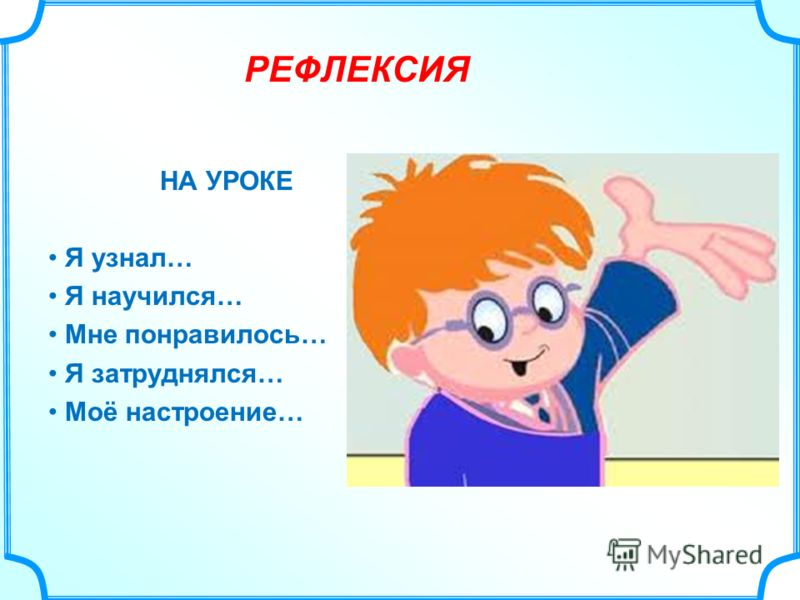 РЕФЛЕКСИЯ
НА УРОКЕ
• Я узнал…
• Я научился…
• Мне понравилось…
• Я затруднялся…
• Моё настроение…
MyShared